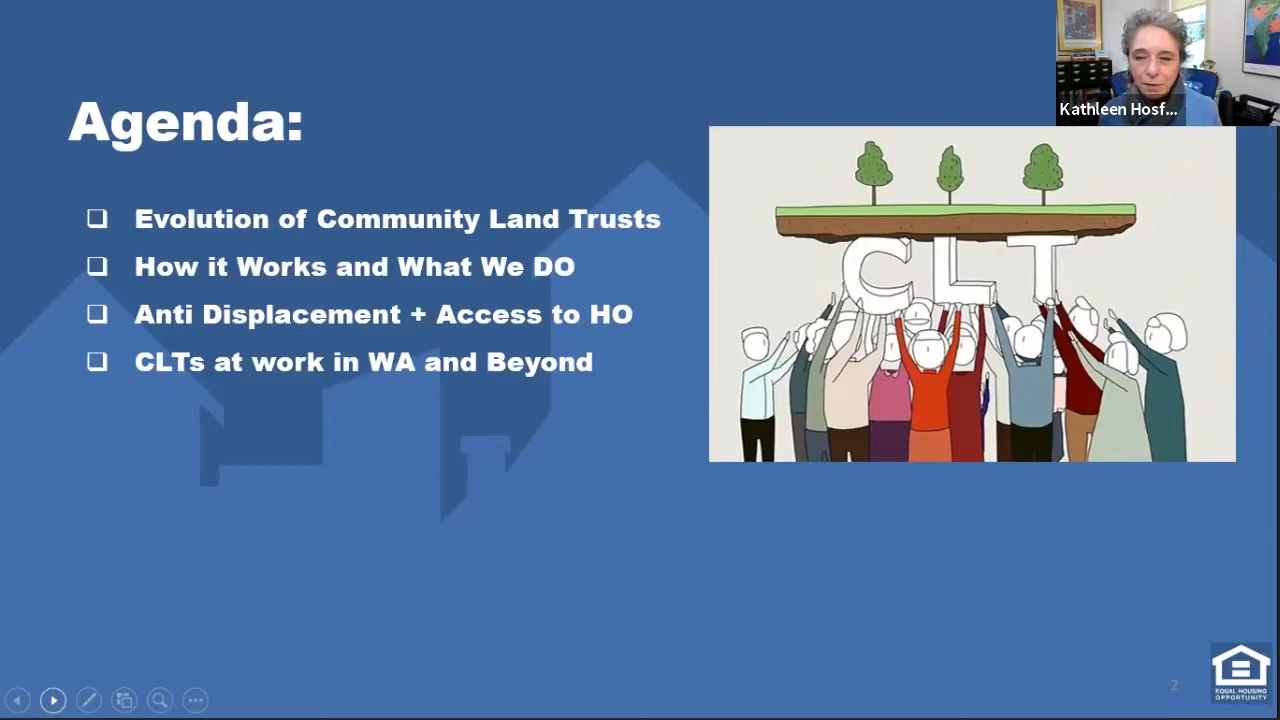 Kathleen Hosf...
Agenda:
❑ Evolution of Community Land Trusts
❑ How it Works and What We DO
❑ Anti Displacement + Access to HO
❑ CLTs at work in WA and Beyond
CLT
2
EQUAL HOUSING
OPPORTUNITY